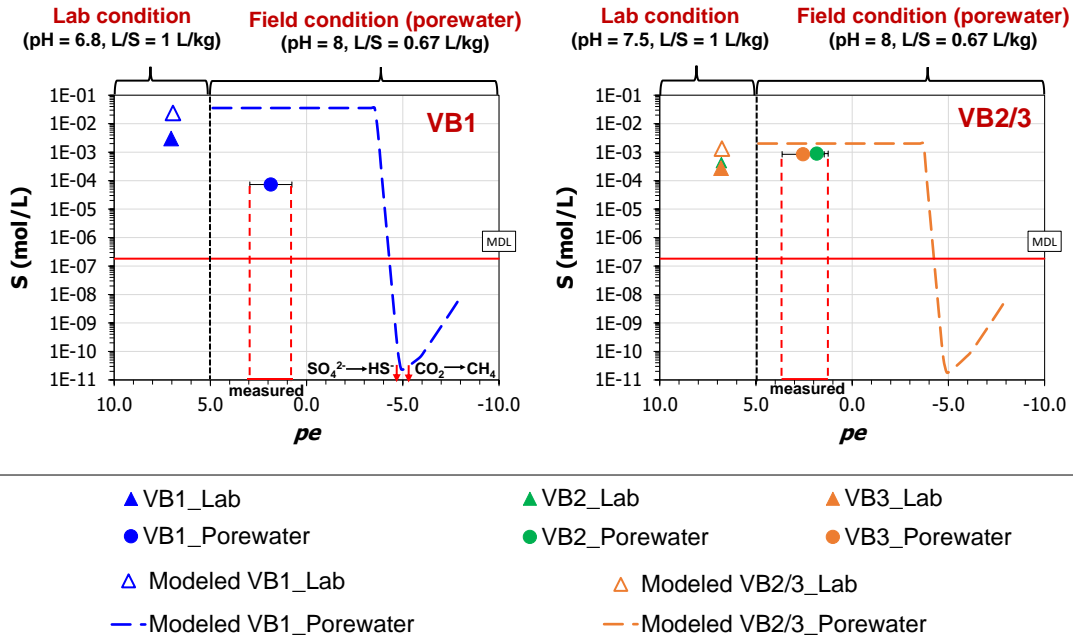 Lab condition
(pH = 6.8, L/S = 1 L/kg)
Field condition (porewater)
(pH = 8, L/S = 0.67 L/kg)
S (mol/L)
1E-01
1E-02
1E-03
1E-04
1E-05
1E-06
1E-07
1E-08
1E-09
1E-10
1E-11
VB1
MDL
SO₄²⁻→HS⁻
CO₂→CH₄
10.0 5.0 0.0 -5.0 -10.0
measured
pe
Lab condition
(pH = 7.5, L/S = 1 L/kg)
Field condition (porewater)
(pH = 8, L/S = 0.67 L/kg)
S (mol/L)
1E-01
1E-02
1E-03
1E-04
1E-05
1E-06
1E-07
1E-08
1E-09
1E-10
1E-11
VB2/3
MDL
10.0 5.0 0.0 -5.0 -10.0
measured
pe
VB1_Lab
VB2_Lab
VB3_Lab
VB1_Porewater
VB2_Porewater
VB3_Porewater
Modeled VB1_Lab
Modeled VB2/3_Lab
Modeled VB1_Porewater
Modeled VB2/3_Porewater